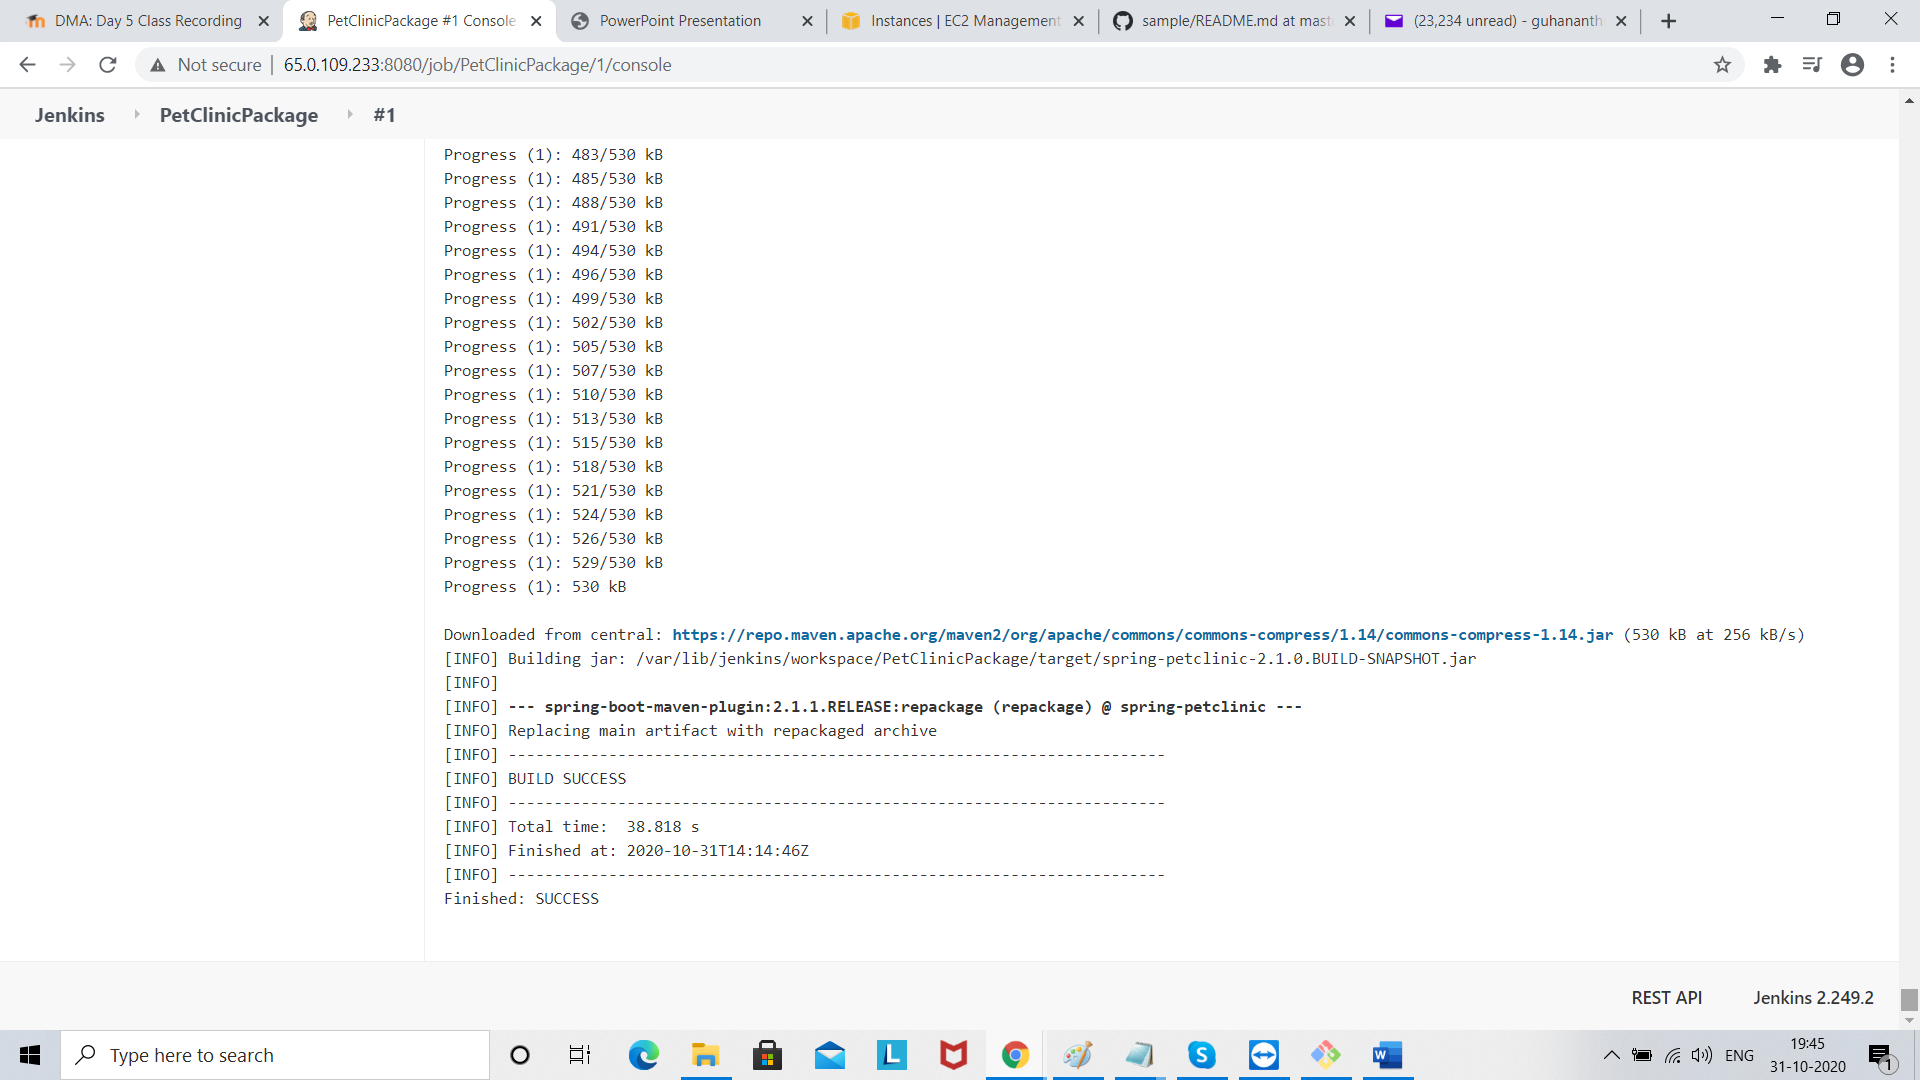 DMA: Day 5 Class Recording
PetClinicPackage #1 Console
PowerPoint Presentation
Instances | EC2 Management
sample/README.md at mast
(23,234 unread) - guhananth
Not secure
65.0.109.233:8080/job/PetClinicPackage/1/console
Jenkins
PetClinicPackage
#1
Progress (1): 483/530 kB
Progress (1): 485/530 kB
Progress (1): 488/530 kB
Progress (1): 491/530 kB
Progress (1): 494/530 kB
Progress (1): 496/530 kB
Progress (1): 499/530 kB
Progress (1): 502/530 kB
Progress (1): 505/530 kB
Progress (1): 507/530 kB
Progress (1): 510/530 kB
Progress (1): 513/530 kB
Progress (1): 515/530 kB
Progress (1): 518/530 kB
Progress (1): 521/530 kB
Progress (1): 524/530 kB
Progress (1): 526/530 kB
Progress (1): 529/530 kB
Progress (1): 530 kB
Downloaded from central: https://repo.maven.apache.org/maven2/org/apache/commons/commons-compress/1.14/commons-compress-1.14.jar (530 kB at 256 kB/s)
[INFO] Building jar: /var/lib/jenkins/workspace/PetClinicPackage/target/spring-petclinic-2.1.0.BUILD-SNAPSHOT.jar
[INFO]
[INFO] --- spring-boot-maven-plugin:2.1.1.RELEASE:repackage (repackage) @ spring-petclinic ---
[INFO] Replacing main artifact with repackaged archive
[INFO] ------------------------------------------------------------------------
[INFO] BUILD SUCCESS
[INFO] ------------------------------------------------------------------------
[INFO] Total time:  38.818 s
[INFO] Finished at: 2020-10-31T14:14:46Z
[INFO] ------------------------------------------------------------------------
Finished: SUCCESS
REST API
Jenkins 2.249.2
Type here to search
L
ENG
19:45
31-10-2020
1